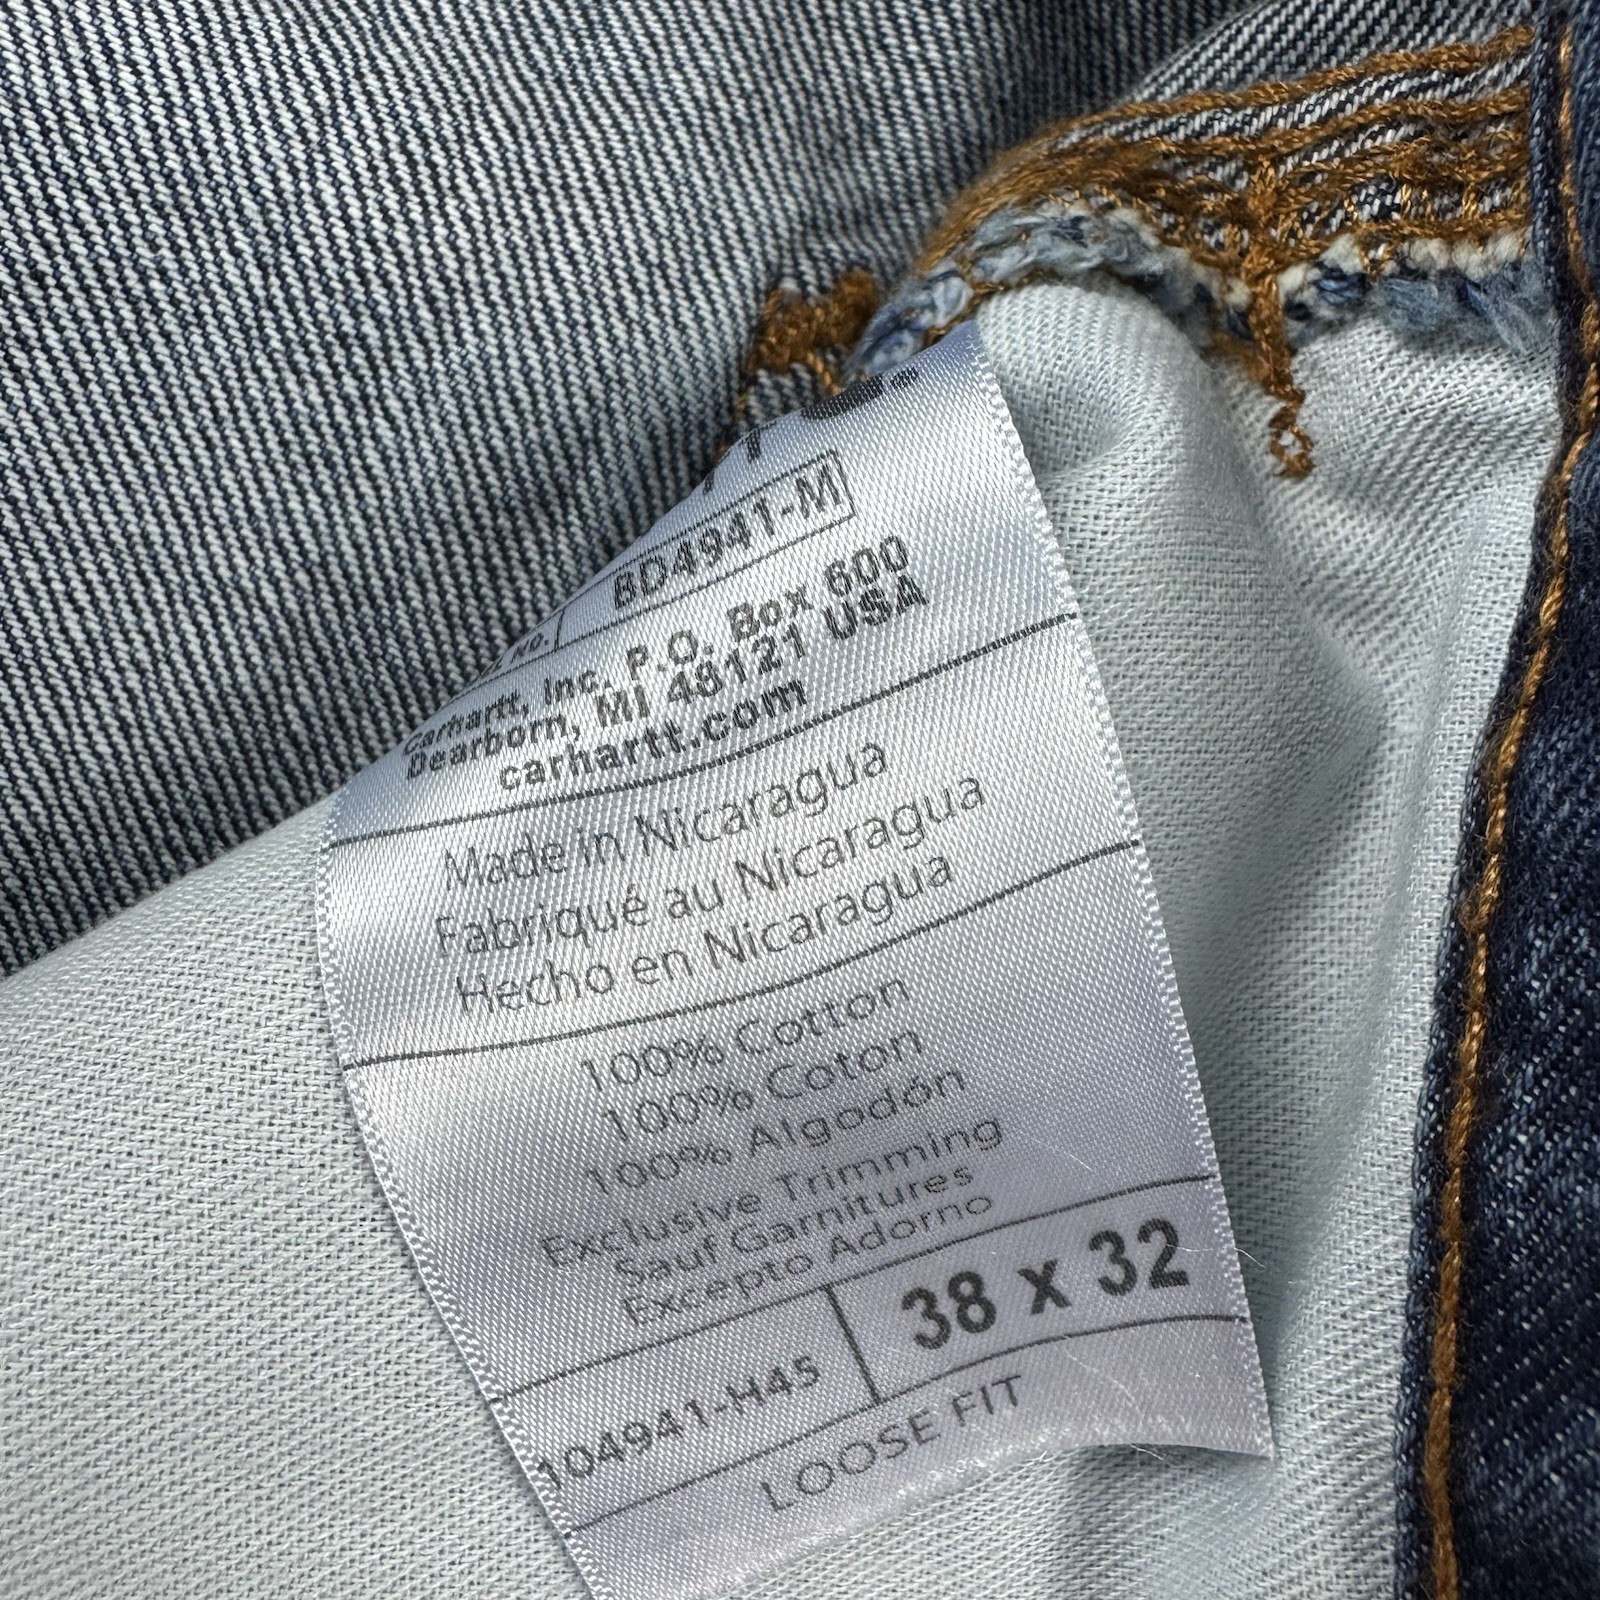 BD4941-M
No.
Carhartt, Inc. P.O. Box 600
Dearborn, MI 48121 USA
carhartt.com
Made in Nicaragua
Fabriqué au Nicaragua
Hecho en Nicaragua
100% Cotton
100% Coton
100% Algodón
Exclusive Trimming
Sauf Garnitures
Excepto Adorno
104941-H45
38 x 32
LOOSE FIT